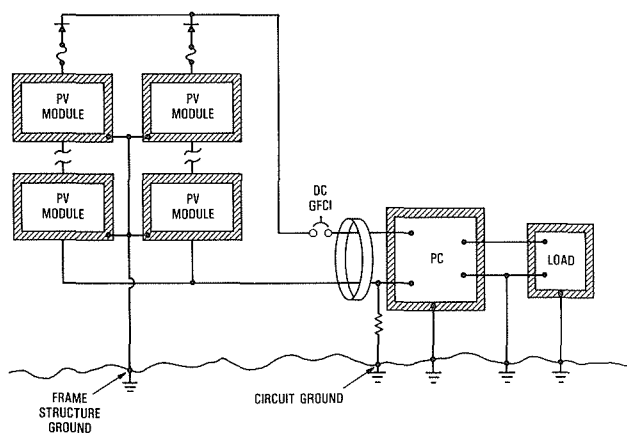 PV
MODULE
PV
MODULE
PV
MODULE
PV
MODULE
DC
GFCI
PC
LOAD
FRAME
STRUCTURE
GROUND
CIRCUIT GROUND